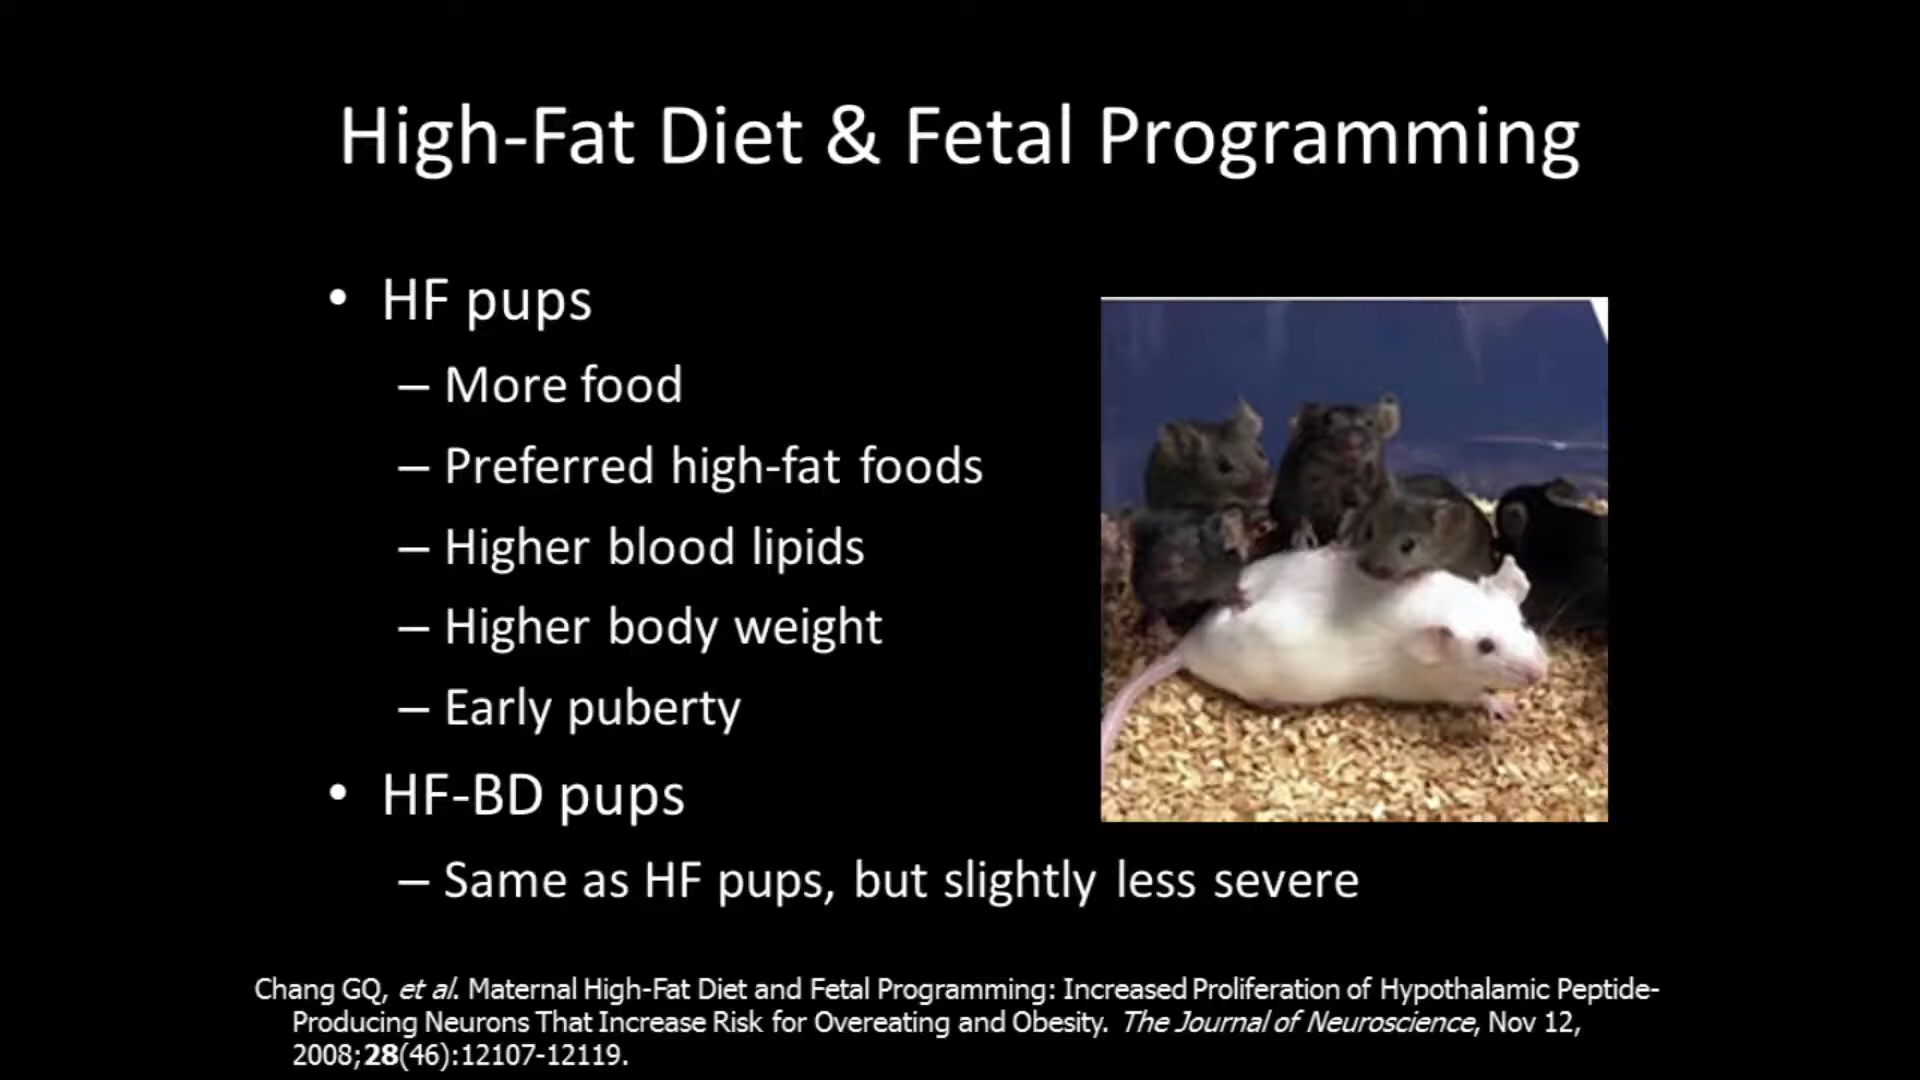 High-Fat Diet & Fetal Programming
• HF pups
– More food
– Preferred high-fat foods
– Higher blood lipids
– Higher body weight
– Early puberty
• HF-BD pups
– Same as HF pups, but slightly less severe
Chang GQ, et al. Maternal High-Fat Diet and Fetal Programming: Increased Proliferation of Hypothalamic Peptide-
Producing Neurons That Increase Risk for Overeating and Obesity. The Journal of Neuroscience, Nov 12,
2008;28(46):12107-12119.